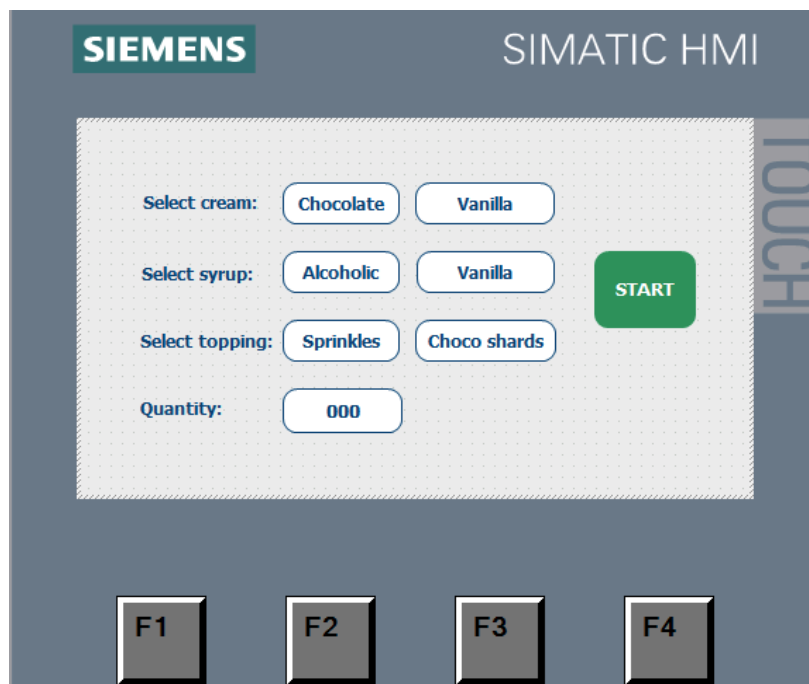 SIEMENS SIMATIC HMI
TOUCH
Select cream: Chocolate Vanilla
Select syrup: Alcoholic Vanilla
START
Select topping: Sprinkles Choco shards
Quantity: 000
F1 F2 F3 F4